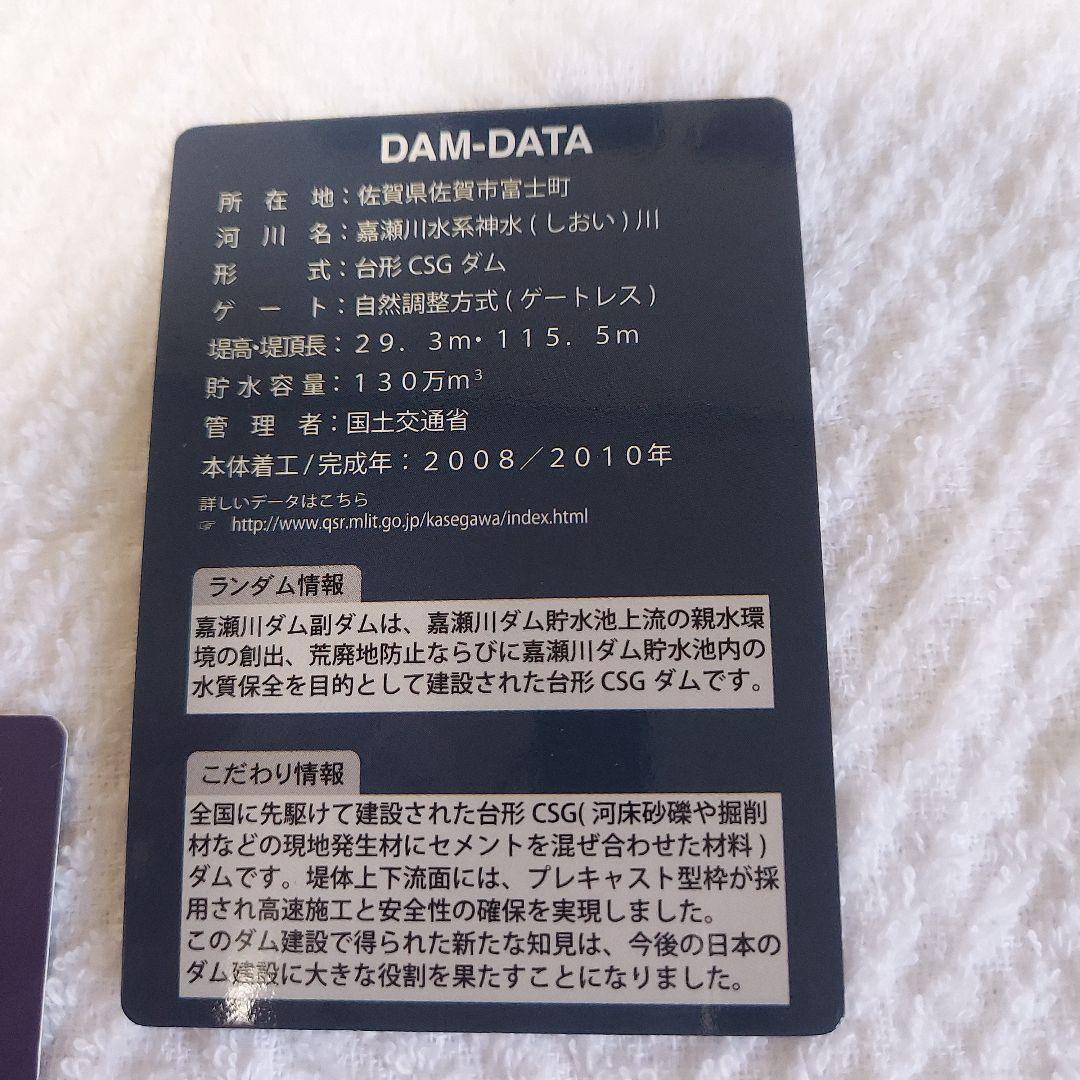 DAM-DATA
所在地：佐賀県佐賀市富士町
河川名：嘉瀬川水系神水(しおい)川
形式：台形CSGダム
ゲート：自然調整方式(ゲートレス)
堤高・堤頂長：２９．３ｍ・１１５．５ｍ
貯水容量：１３０万ｍ³
管理者：国土交通省
本体着工/完成年：２００８／２０１０年
詳しいデータはこちら
☞ http://www.qsr.mlit.go.jp/kasegawa/index.html
ランダム情報
嘉瀬川ダム副ダムは、嘉瀬川ダム貯水池上流の親水環
境の創出、荒廃地防止ならびに嘉瀬川ダム貯水池内の
水質保全を目的として建設された台形CSGダムです。
こだわり情報
全国に先駆けて建設された台形CSG(河床砂礫や掘削
材などの現地発生材にセメントを混ぜ合わせた材料)
ダムです。堤体上下流面には、プレキャスト型枠が採
用され高速施工と安全性の確保を実現しました。
このダム建設で得られた新たな知見は、今後の日本の
ダム建設に大きな役割を果たすことになりました。